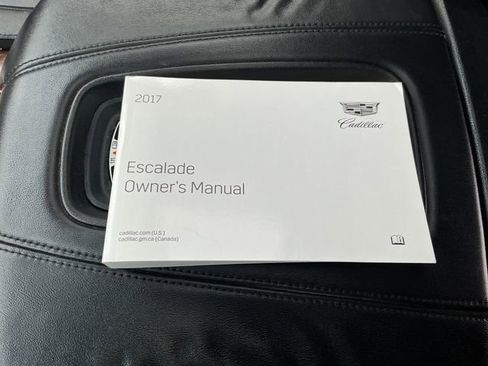 2017
Cadillac
Escalade
Owner's Manual
cadillac.com (U.S.)
cadillac.gm.ca (Canada)